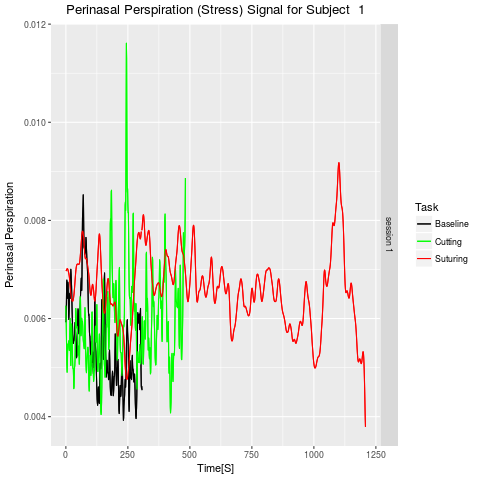 Perinasal Perspiration (Stress) Signal for Subject  1
Perinasal Perspiration
0.012
0.010
0.008
0.006
0.004
0
250
500
750
1000
1250
Time[S]
session 1
Task
Baseline
Cutting
Suturing